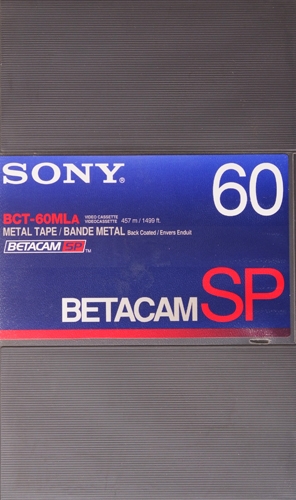 SONY®
60
BCT-60MLA VIDEO CASSETTE VIDEOCASSETTE 457 m / 1499 ft.
METAL TAPE / BANDE METAL Back Coated / Envers Enduit
BETACAM SP ™
BETACAM SP